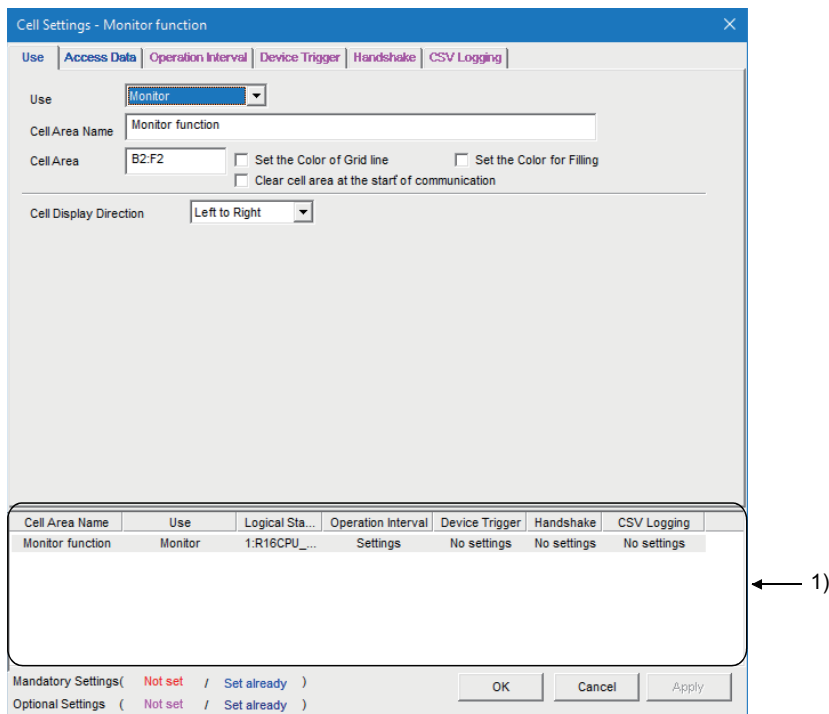 Cell Settings - Monitor function
Use Access Data Operation Interval Device Trigger Handshake CSV Logging
Use Monitor
Cell Area Name Monitor function
Cell Area B2:F2 Set the Color of Grid line Set the Color for Filling
Clear cell area at the start of communication
Cell Display Direction Left to Right
Cell Area Name Use Logical Sta... Operation Interval Device Trigger Handshake CSV Logging
Monitor function Monitor 1:R16CPU_... Settings No settings No settings No settings
1)
Mandatory Settings( Not set / Set already )
Optional Settings ( Not set / Set already )
OK Cancel Apply